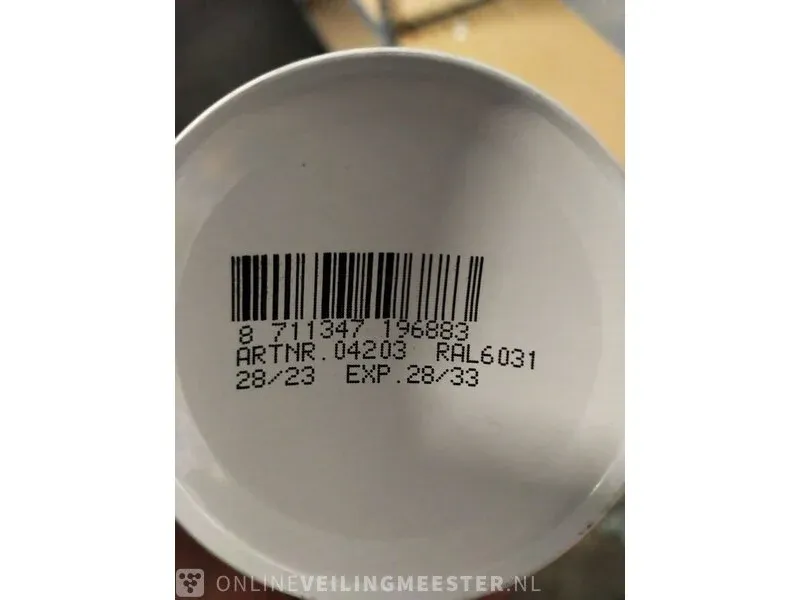 8 711347 196883
ARTNR.04203 RAL6031
28/23 EXP.28/33
ONLINEVEILINGMEESTER.NL